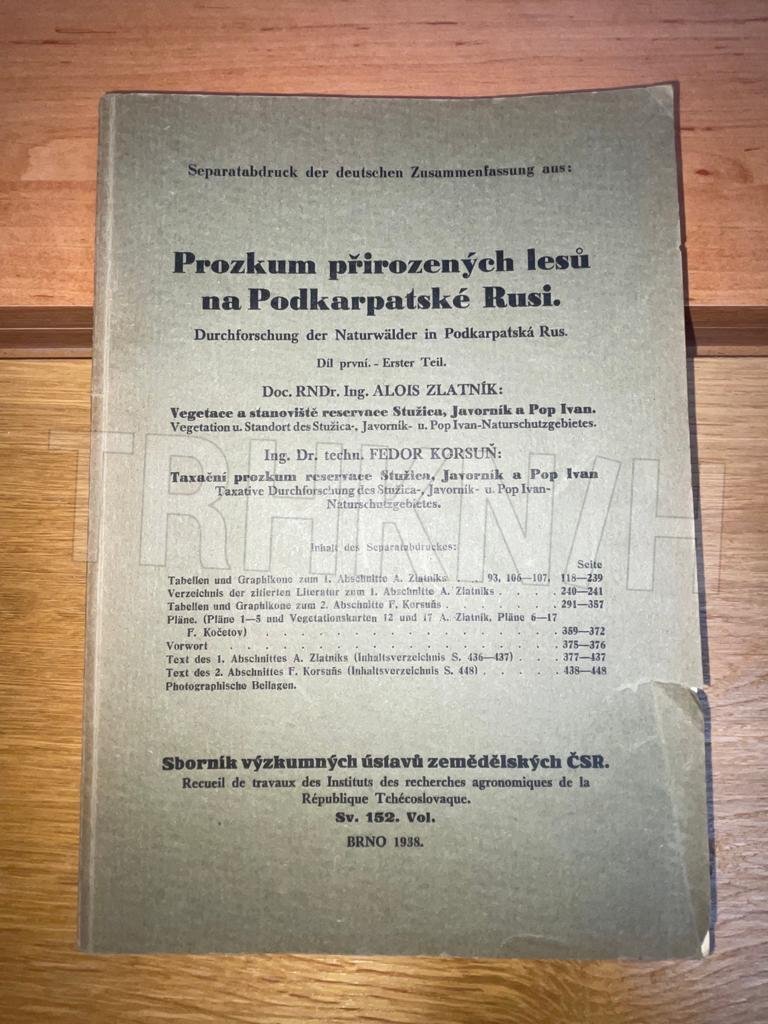 Separatabdruck der deutschen Zusammenfassung aus:
Prozkum přirozených lesů
na Podkarpatské Rusi.
Durchforschung der Naturwälder in Podkarpatská Rus.
Díl první. - Erster Teil.
Doc. RNDr. Ing. ALOIS ZLATNÍK:
Vegetace a stanoviště reservace Stužica, Javorník a Pop Ivan.
Vegetation u. Standort des Stužica-, Javorník- u. Pop Ivan-Naturschutzgebietes.
Ing. Dr. techn. FEDOR KORSUŇ:
Taxační prozkum reservace Stužica, Javorník a Pop Ivan
Taxative Durchforschung des Stužica-, Javorník- u. Pop Ivan-
Naturschutzgebietes.
Inhalt des Separatabdruckes:
Seite
Tabellen und Graphikone zum 1. Abschnitte A. Zlatníks . . . 93, 106—107, 118—239
Verzeichnis der zitierten Literatur zum 1. Abschnitte A. Zlatníks . . . . . 240—241
Tabellen und Graphikone zum 2. Abschnitte F. Korsuňs . . . . . . . . 291—357
Pläne. (Pläne 1—5 und Vegetationskarten 12 und 17 A. Zlatník, Pläne 6—17
F. Kočetov) . . . . . . . . . . . . . . . . . . . 359—372
Vorwort . . . . . . . . . . . . . . . . . . . . . 375—376
Text des 1. Abschnittes A. Zlatníks (Inhaltsverzeichnis S. 436—437) . . . . 377—437
Text des 2. Abschnittes F. Korsuňs (Inhaltsverzeichnis S. 448) . . . . . . 438—448
Photographische Beilagen.
Sborník výzkumných ústavů zemědělských ČSR.
Recueil de travaux des Instituts des recherches agronomiques de la
République Tchécoslovaque.
Sv. 152. Vol.
BRNO 1938.